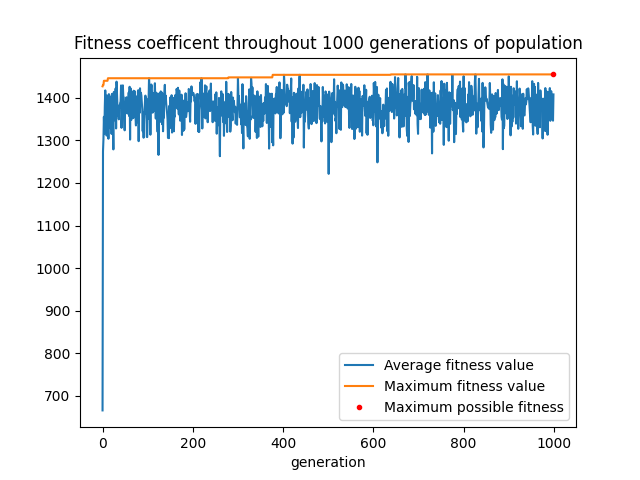 Fitness coefficent throughout 1000 generations of population
1400
1300
1200
1100
1000
900
800
700
0 200 400 600 800 1000
generation
Average fitness value
Maximum fitness value
Maximum possible fitness